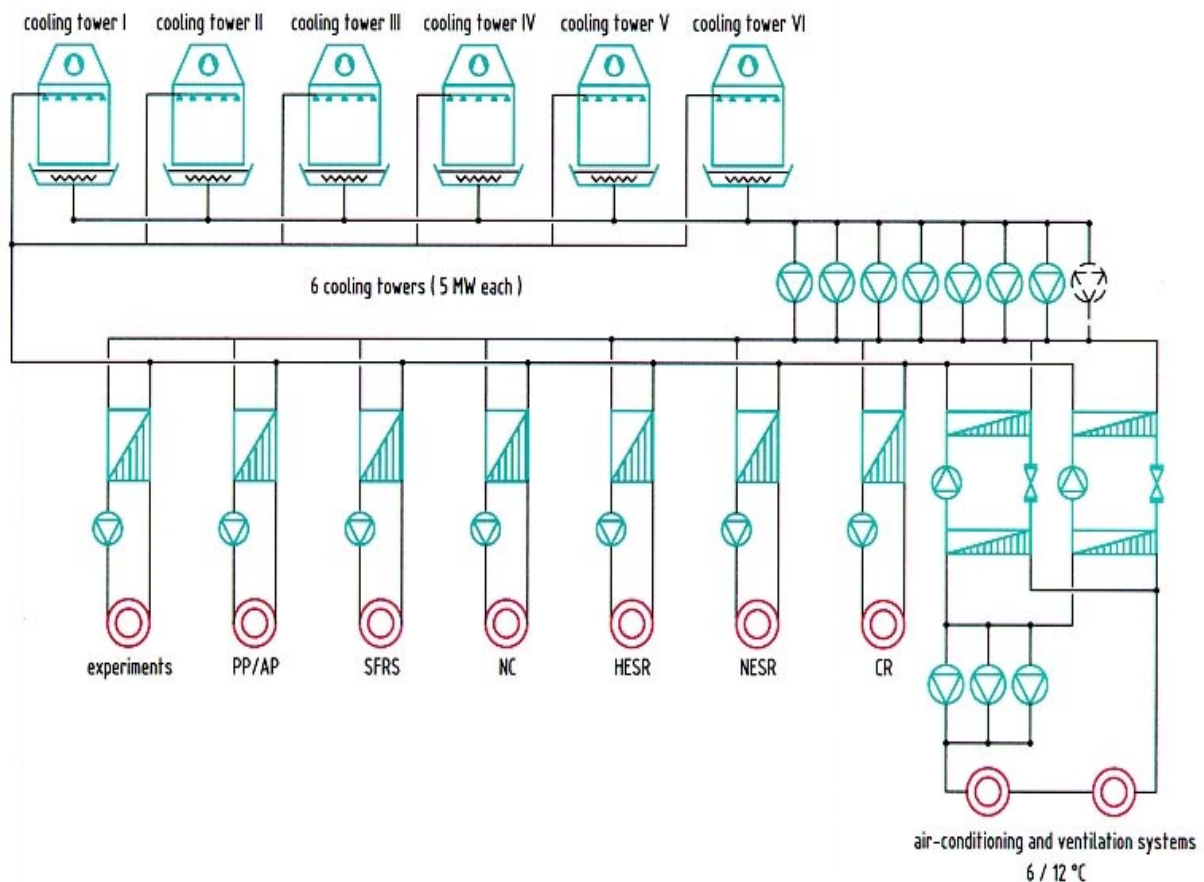 cooling tower I
cooling tower II
cooling tower III
cooling tower IV
cooling tower V
cooling tower VI
6 cooling towers ( 5 MW each )
experiments
PP/AP
SFRS
NC
HESR
NESR
CR
air-conditioning and ventilation systems
6 / 12 °C